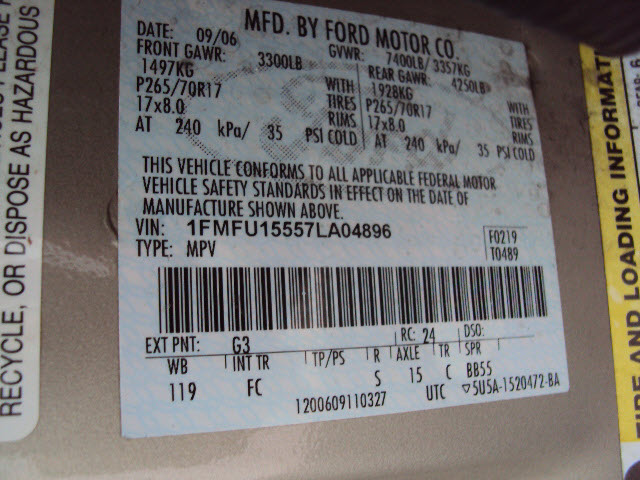 MFD. BY FORD MOTOR CO.
DATE: 09/06 GVWR: 7400LB/ 3357KG
FRONT GAWR: 3300LB REAR GAWR: 4250LB
1497KG WITH 1928KG WITH
P265/70R17 TIRES P265/70R17 TIRES
17x8.0 RIMS 17x8.0 RIMS
AT 240 kPa/ 35 PSI COLD AT 240 kPa/ 35 PSI COLD
THIS VEHICLE CONFORMS TO ALL APPLICABLE FEDERAL MOTOR
VEHICLE SAFETY STANDARDS IN EFFECT ON THE DATE OF
MANUFACTURE SHOWN ABOVE.
VIN: 1FMFU15557LA04896 F0219
TYPE: MPV T0489
EXT PNT: G3 RC: 24 DSO:
WB INT TR TP/PS R AXLE TR SPR
119 FC S 15 C BB55
1200609110327 UTC ▽5U5A-1520472-BA
RECYCLE, OR DISPOSE AS HAZARDOUS
TIRE AND LOADING INFORMATI